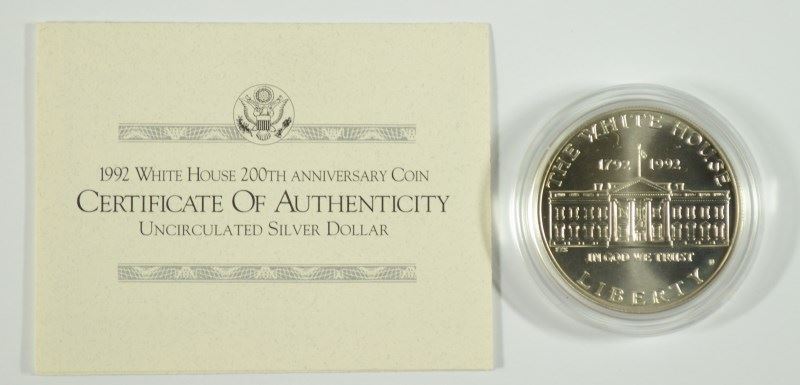 1992 WHITE HOUSE 200TH ANNIVERSARY COIN
CERTIFICATE OF AUTHENTICITY
UNCIRCULATED SILVER DOLLAR
THE WHITE HOUSE
1792 1992
IN GOD WE TRUST
LIBERTY